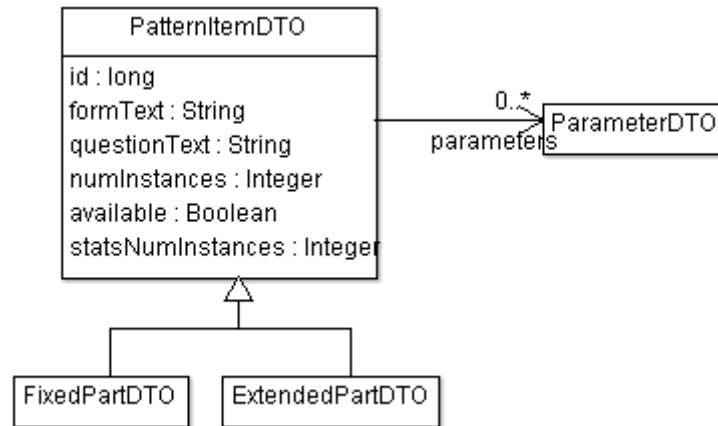 PatternItemDTO
id : long
formText : String
questionText : String
numInstances : Integer
available : Boolean
statsNumInstances : Integer
0..*
parameters
ParameterDTO
FixedPartDTO
ExtendedPartDTO